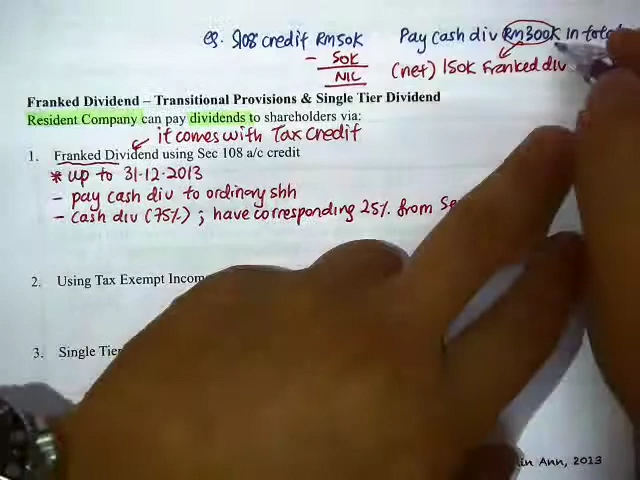 eg. S108 credit RM50K Pay cash div RM300K in total
- 50K
NIL
(net) 150K Franked div
Franked Dividend – Transitional Provisions & Single Tier Dividend
Resident Company can pay dividends to shareholders via:
it comes with Tax Credit
1. Franked Dividend using Sec 108 a/c credit
* up to 31-12-2013
- pay cash div to ordinary shh
- cash div (75%) ; have corresponding 25% from Se
2. Using Tax Exempt Incom
3. Single Tie
in Ann, 2013